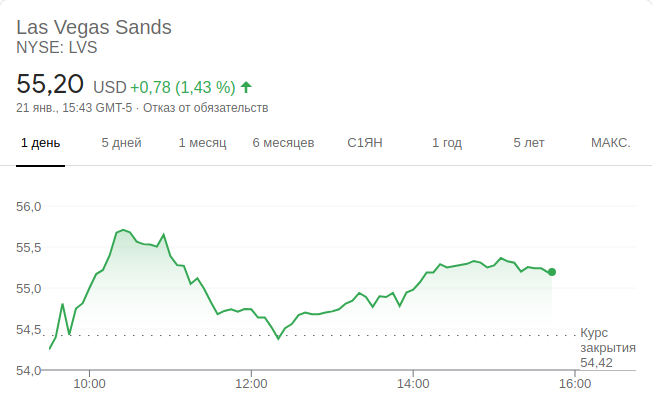 Las Vegas Sands
NYSE: LVS
55,20 USD +0,78 (1,43 %)
21 янв., 15:43 GMT-5 · Отказ от обязательств
1 день 5 дней 1 месяц 6 месяцев С1ЯН 1 год 5 лет МАКС.
56,0
55,5
55,0
54,5
Курс
закрытия
54,42
54,0
10:00 12:00 14:00 16:00